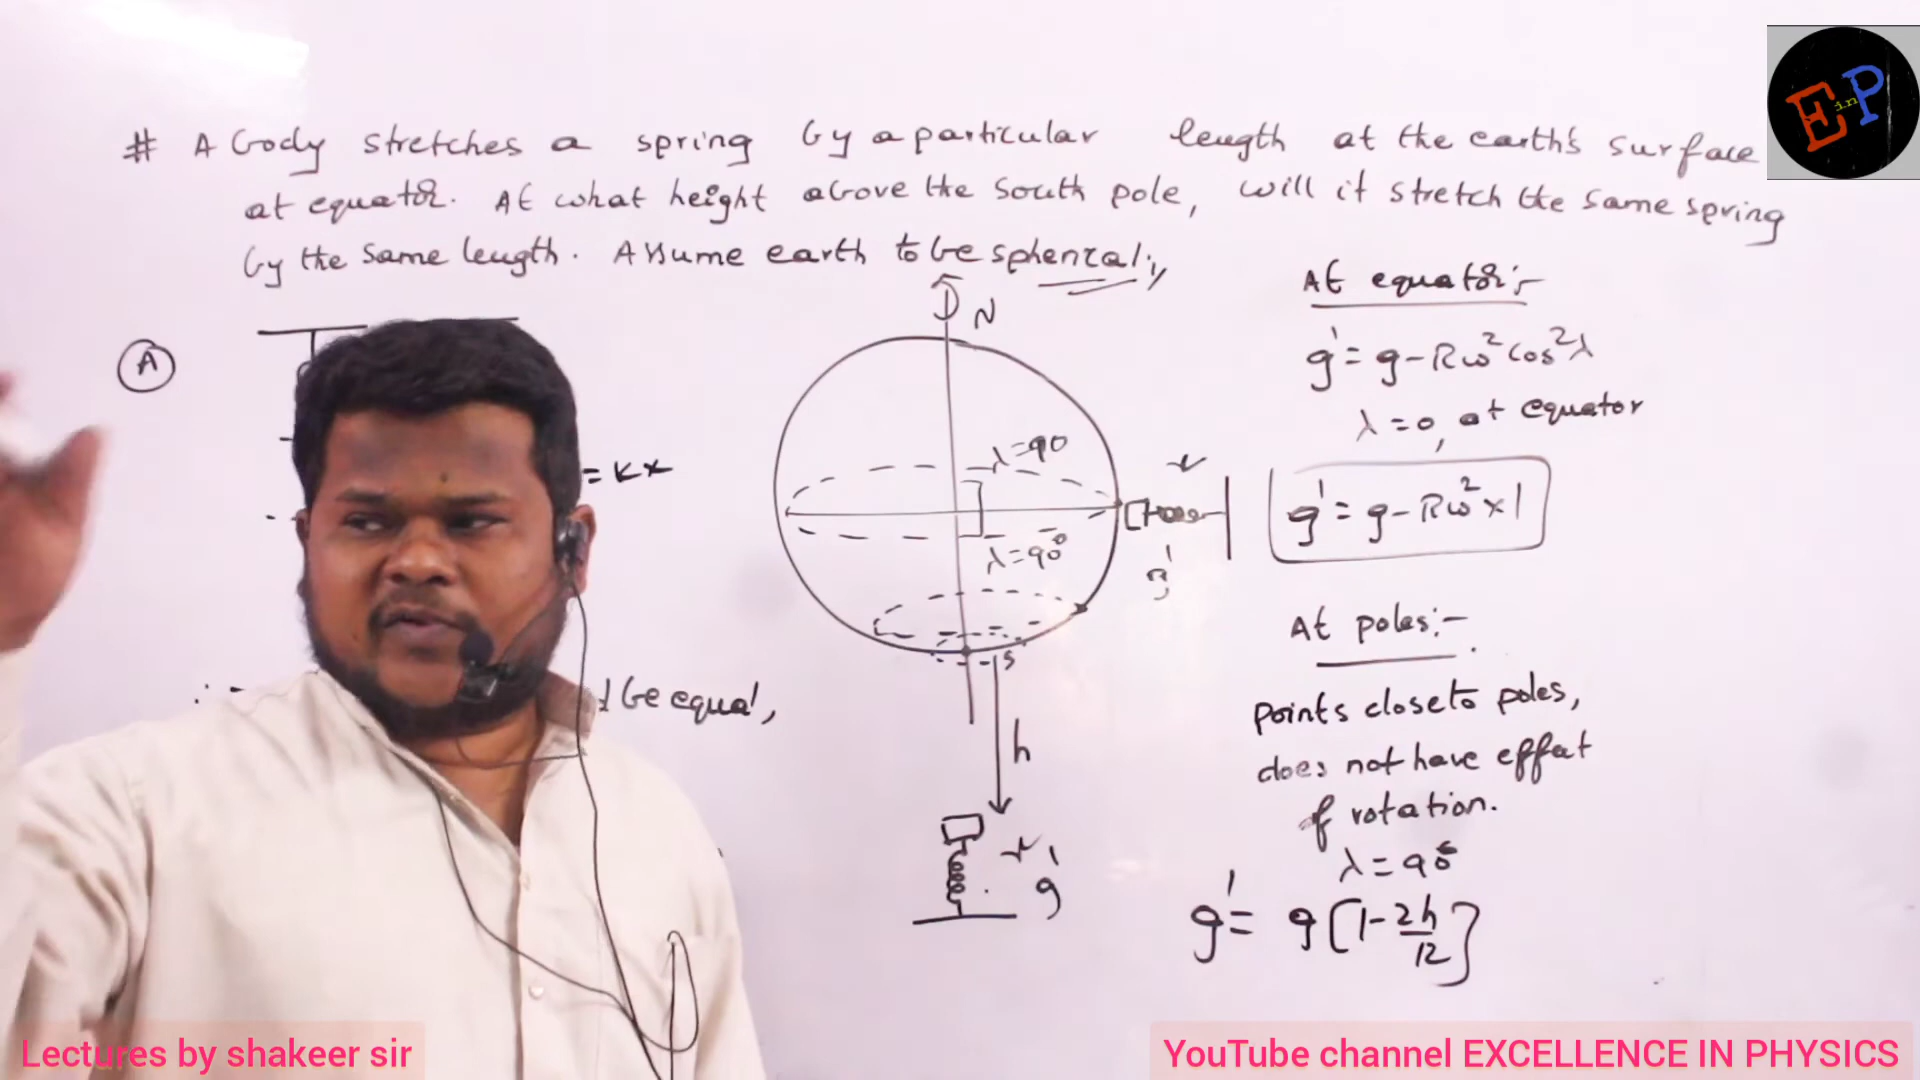 # A body stretches a spring by a particular length at the earth's surface
at equator. At what height above the south pole, will it stretch the same spring
by the same length. Assume earth to be spherical.
E in P
A
N
= Kx
λ=90
λ=90°
g'
S
be equal,
h
g'
At equator:-
g' = g - Rω² cos²λ
λ = 0, at equator
g' = g - Rω² × 1
At poles:-
points close to poles,
does not have effect
of rotation.
λ = 90°
g' = g [1 - 2h/R]
Lectures by shakeer sir
YouTube channel EXCELLENCE IN PHYSICS